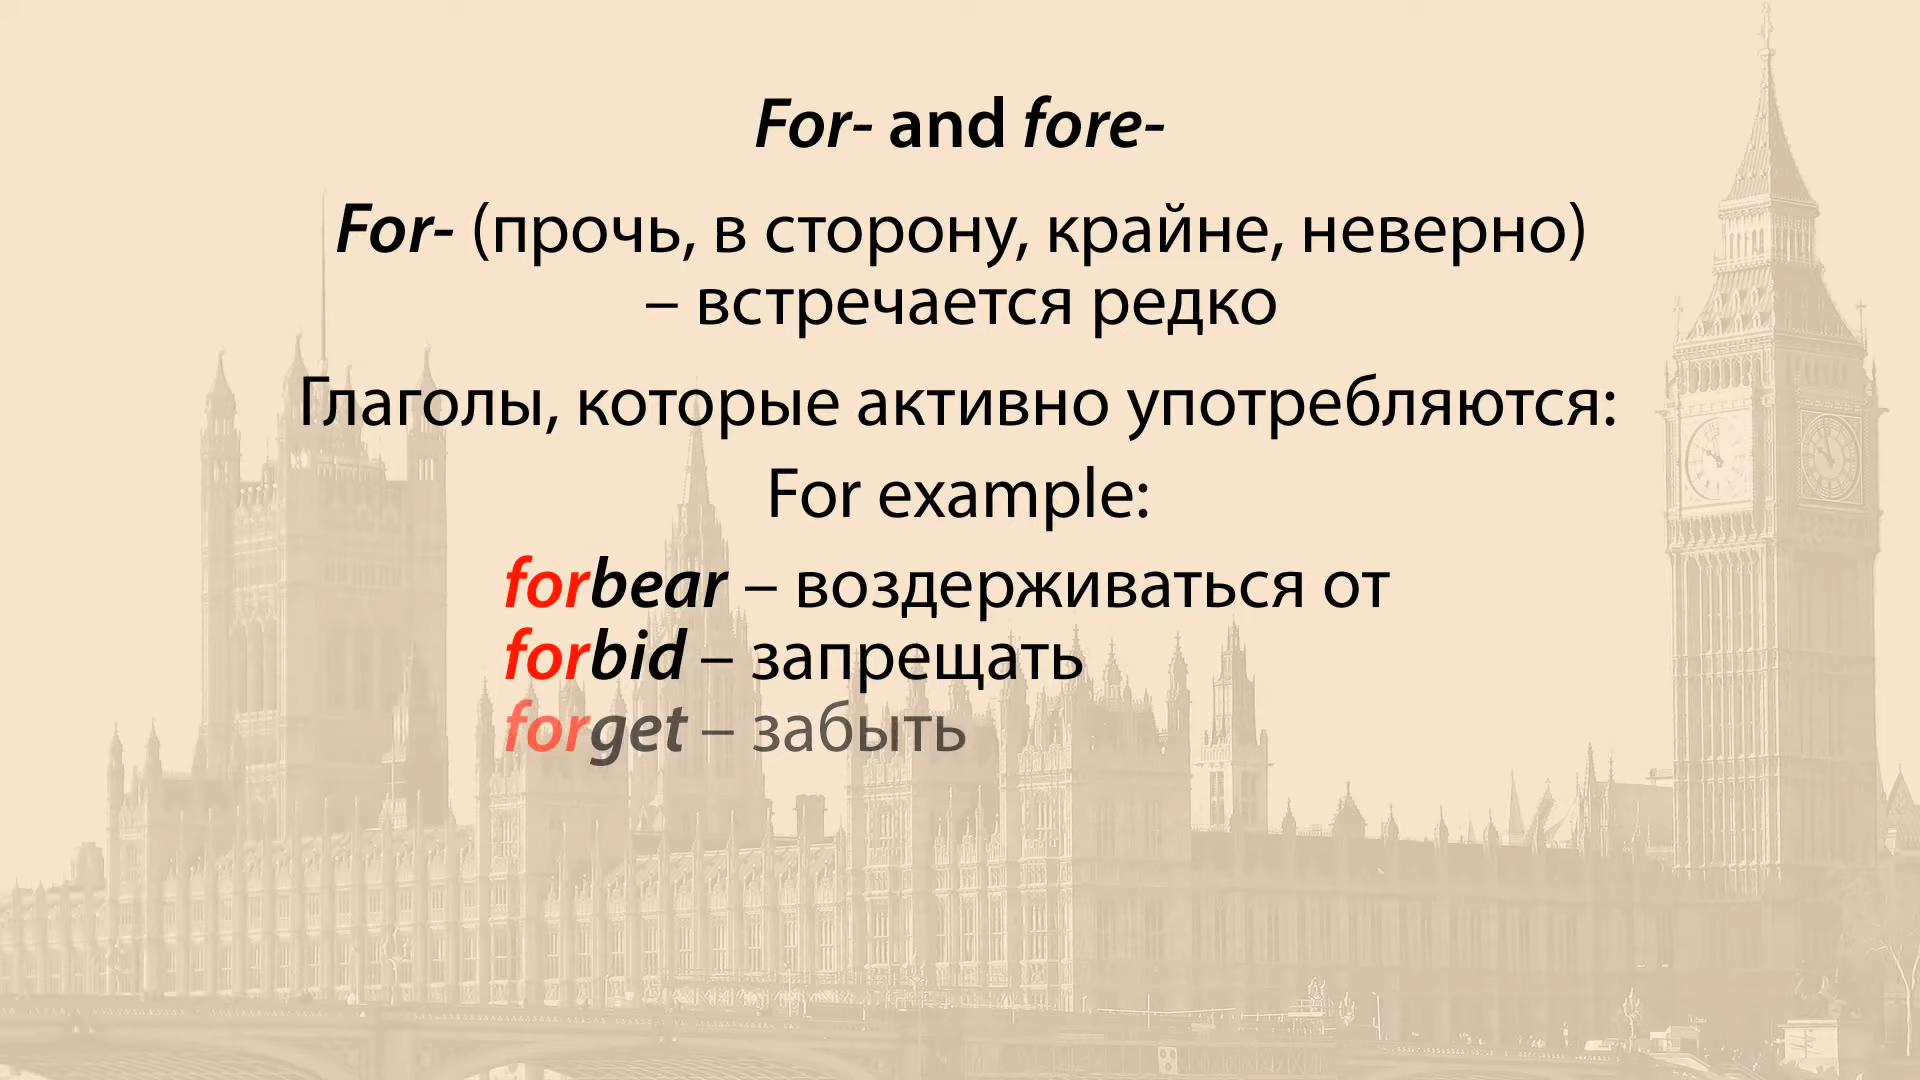 For- and fore-
For- (прочь, в сторону, крайне, неверно)
– встречается редко
Глаголы, которые активно употребляются:
For example:
forbear – воздерживаться от
forbid – запрещать
forget – забыть